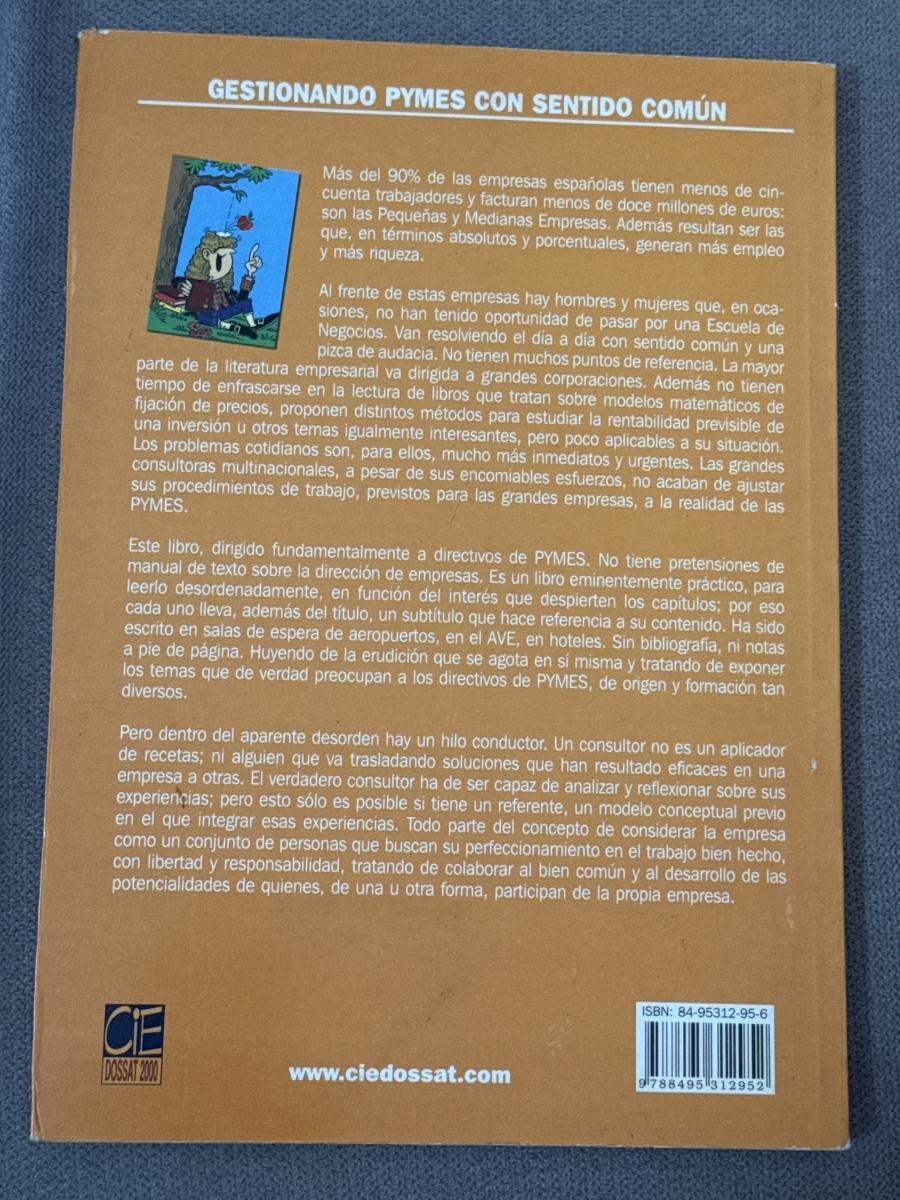 GESTIONANDO PYMES CON SENTIDO COMÚN
Más del 90% de las empresas españolas tienen menos de cin-
cuenta trabajadores y facturan menos de doce millones de euros:
son las Pequeñas y Medianas Empresas. Además resultan ser las
que, en términos absolutos y porcentuales, generan más empleo
y más riqueza.
Al frente de estas empresas hay hombres y mujeres que, en oca-
siones, no han tenido oportunidad de pasar por una Escuela de
Negocios. Van resolviendo el día a día con sentido común y una
pizca de audacia. No tienen muchos puntos de referencia. La mayor
parte de la literatura empresarial va dirigida a grandes corporaciones. Además no tienen
tiempo de enfrascarse en la lectura de libros que tratan sobre modelos matemáticos de
fijación de precios, proponen distintos métodos para estudiar la rentabilidad previsible de
una inversión u otros temas igualmente interesantes, pero poco aplicables a su situación.
Los problemas cotidianos son, para ellos, mucho más inmediatos y urgentes. Las grandes
consultoras multinacionales, a pesar de sus encomiables esfuerzos, no acaban de ajustar
sus procedimientos de trabajo, previstos para las grandes empresas, a la realidad de las
PYMES.
Este libro, dirigido fundamentalmente a directivos de PYMES. No tiene pretensiones de
manual de texto sobre la dirección de empresas. Es un libro eminentemente práctico, para
leerlo desordenadamente, en función del interés que despierten los capítulos; por eso
cada uno lleva, además del título, un subtítulo que hace referencia a su contenido. Ha sido
escrito en salas de espera de aeropuertos, en el AVE, en hoteles. Sin bibliografía, ni notas
a pie de página. Huyendo de la erudición que se agota en sí misma y tratando de exponer
los temas que de verdad preocupan a los directivos de PYMES, de origen y formación tan
diversos.
Pero dentro del aparente desorden hay un hilo conductor. Un consultor no es un aplicador
de recetas; ni alguien que va trasladando soluciones que han resultado eficaces en una
empresa a otras. El verdadero consultor ha de ser capaz de analizar y reflexionar sobre sus
experiencias; pero esto sólo es posible si tiene un referente, un modelo conceptual previo
en el que integrar esas experiencias. Todo parte del concepto de considerar la empresa
como un conjunto de personas que buscan su perfeccionamiento en el trabajo bien hecho,
con libertad y responsabilidad, tratando de colaborar al bien común y al desarrollo de las
potencialidades de quienes, de una u otra forma, participan de la propia empresa.
CiE
DOSSAT 2000
www.ciedossat.com
ISBN: 84-95312-95-6
9 788495 312952